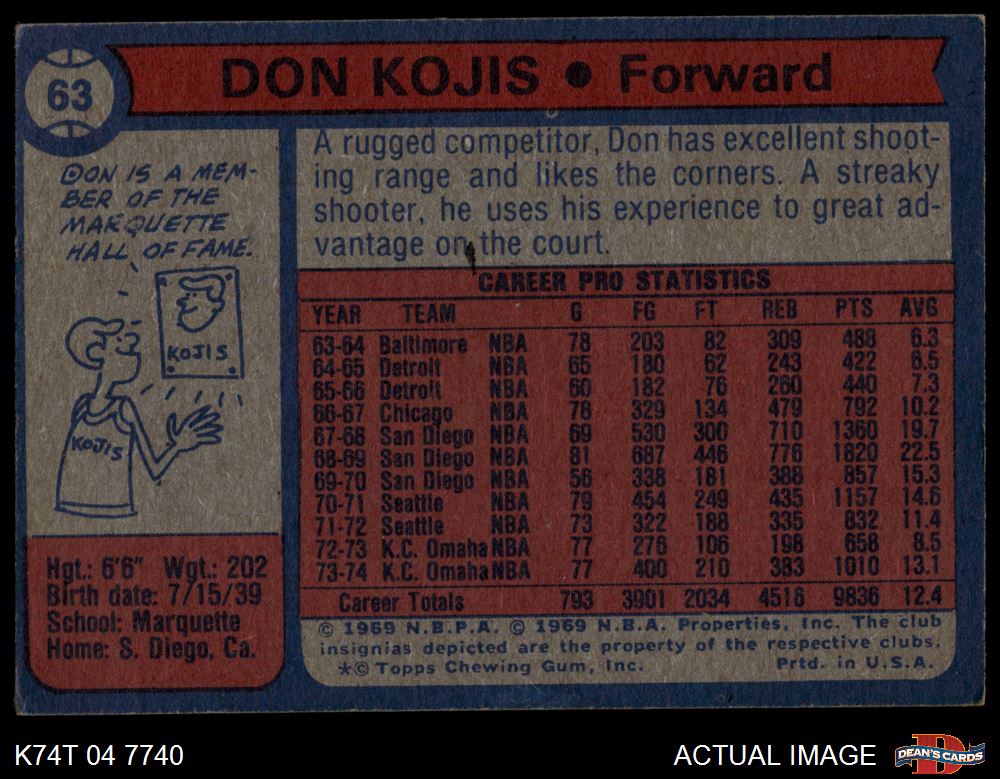 63
DON KOJIS • Forward
DON IS A MEM-
BER OF THE
MARQUETTE
HALL OF FAME.
KOJIS
KOJIS
Hgt.: 6'6" Wgt.: 202
Birth date: 7/15/39
School: Marquette
Home: S. Diego, Ca.
A rugged competitor, Don has excellent shoot-
ing range and likes the corners. A streaky
shooter, he uses his experience to great ad-
vantage on the court.
CAREER PRO STATISTICS
YEAR TEAM G FG FT REB PTS AVG
63-64 Baltimore NBA 78 203 82 309 488 6.3
64-65 Detroit NBA 65 180 62 243 422 6.5
65-66 Detroit NBA 60 182 76 260 440 7.3
66-67 Chicago NBA 78 329 134 479 792 10.2
67-68 San Diego NBA 69 530 300 710 1360 19.7
68-69 San Diego NBA 81 687 446 776 1820 22.5
69-70 San Diego NBA 56 338 181 388 857 15.3
70-71 Seattle NBA 79 454 249 435 1157 14.6
71-72 Seattle NBA 73 322 188 335 832 11.4
72-73 K.C. Omaha NBA 77 276 106 198 658 8.5
73-74 K.C. Omaha NBA 77 400 210 383 1010 13.1
Career Totals 793 3901 2034 4516 9836 12.4
© 1969 N.B.P.A. © 1969 N.B.A. Properties, Inc. The club
insignias depicted are the property of the respective clubs.
*© Topps Chewing Gum, Inc. Prtd. in U.S.A.
K74T 04 7740
ACTUAL IMAGE
D
DEAN'S CARDS